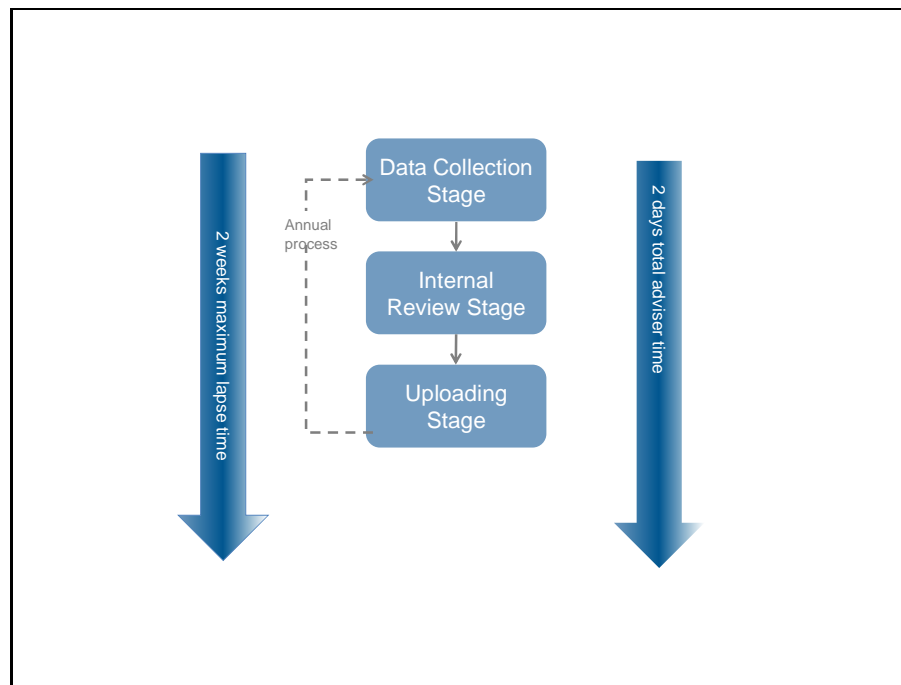 2 weeks maximum lapse time
Data Collection
Stage
Annual
process
Internal
Review Stage
Uploading
Stage
2 days total adviser time